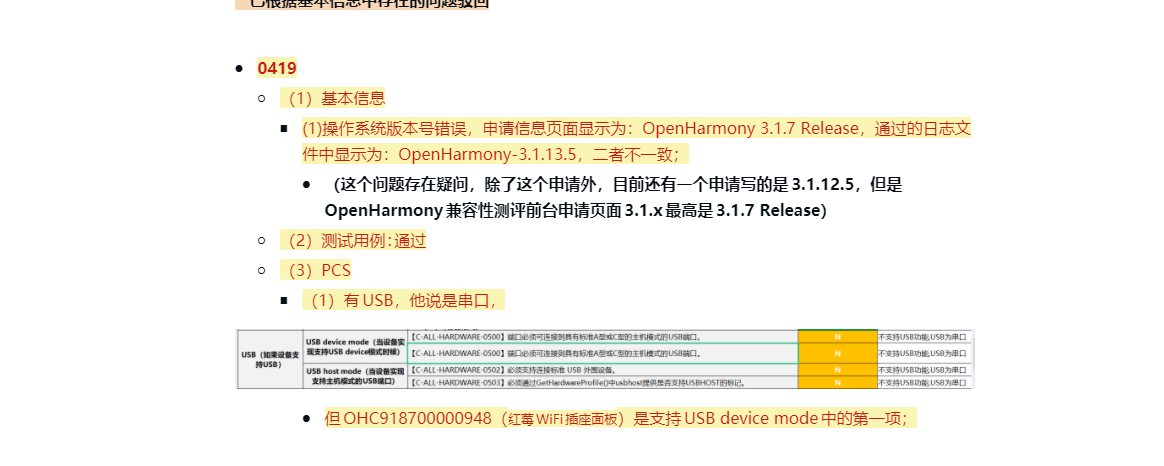 已根据基本信息中存在的问题驳回
0419
（1）基本信息
(1)操作系统版本号错误，申请信息页面显示为：OpenHarmony 3.1.7 Release，通过的日志文
件中显示为：OpenHarmony-3.1.13.5，二者不一致；
（这个问题存在疑问，除了这个申请外，目前还有一个申请写的是 3.1.12.5，但是
OpenHarmony 兼容性测评前台申请页面 3.1.x 最高是 3.1.7 Release）
（2）测试用例:通过
（3）PCS
（1）有 USB，他说是串口，
USB（如果设备支
持USB）
USB device mode（当设备实
现支持USB device模式时候）
【C-ALL-HARDWARE-0500】端口必须可连接到具有标准A型或C型的主机模式的USB端口。
N
不支持USB功能,USB为串口
【C-ALL-HARDWARE-0500】端口必须可连接到具有标准A型或C型的主机模式的USB端口。
N
不支持USB功能,USB为串口
USB host mode（当设备实现
支持主机模式的USB端口）
【C-ALL-HARDWARE-0502】必须支持连接标准 USB 外围设备。
N
不支持USB功能,USB为串口
【C-ALL-HARDWARE-0503】必须通过GetHardwareProfile()中usbhost提供是否支持USBHOST的标记。
N
不支持USB功能,USB为串口
但 OHC918700000948（红莓 WiFi 插座面板）是支持 USB device mode 中的第一项；